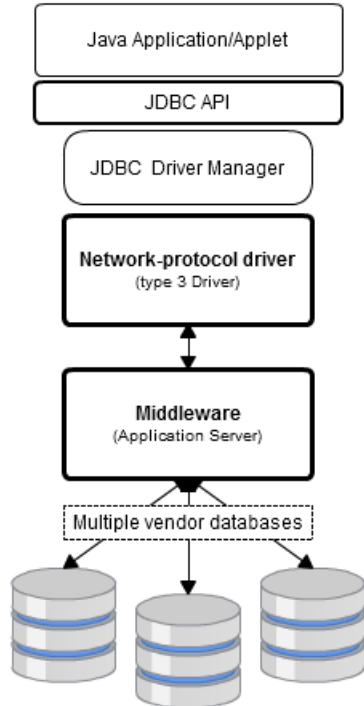 Java Application/Applet
JDBC API
JDBC Driver Manager
Network-protocol driver
(type 3 Driver)
Middleware
(Application Server)
Multiple vendor databases